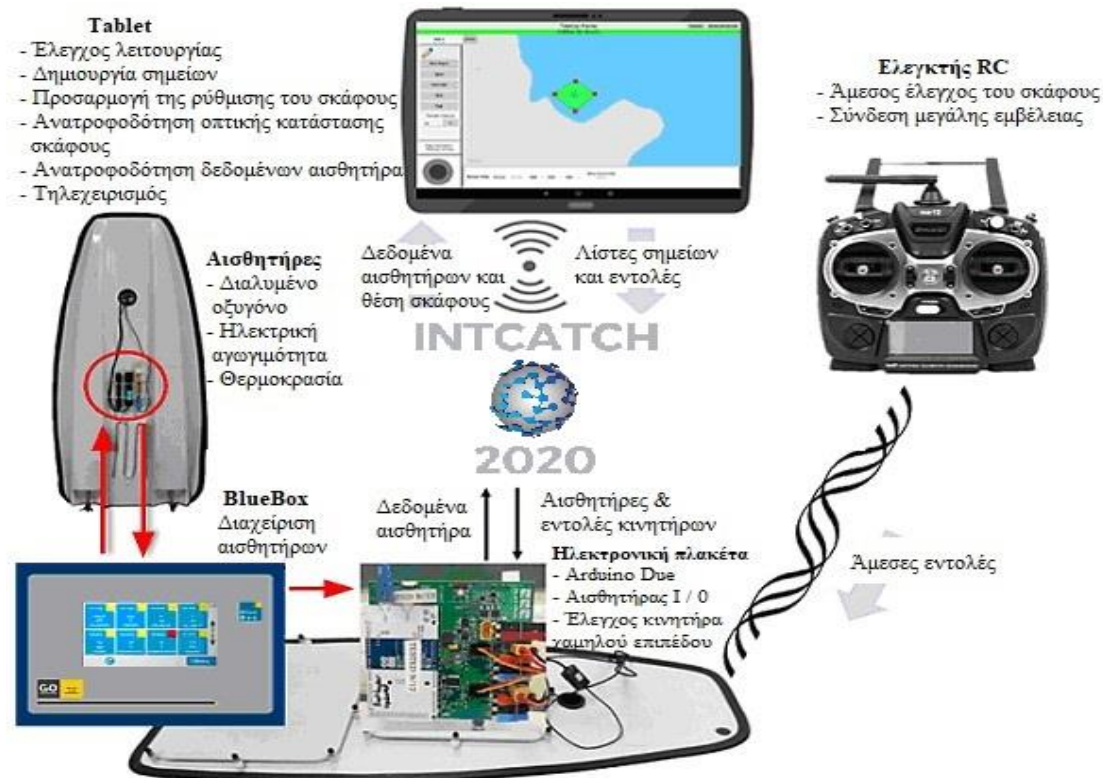 Tablet
- Έλεγχος λειτουργίας
- Δημιουργία σημείων
- Προσαρμογή της ρύθμισης του σκάφους
- Ανατροφοδότηση οπτικής κατάστασης
σκάφους
- Ανατροφοδότηση δεδομένων αισθητήρα
- Τηλεχειρισμός
Ελεγκτής RC
- Άμεσος έλεγχος του σκάφους
- Σύνδεση μεγάλης εμβέλειας
Αισθητήρες
- Διαλυμένο
οξυγόνο
- Ηλεκτρική
αγωγιμότητα
- Θερμοκρασία
Δεδομένα
αισθητήρων και
θέση σκάφους
Λίστες σημείων
και εντολές
INTCATCH
2020
BlueBox
Διαχείριση
αισθητήρων
Δεδομένα
αισθητήρα
Αισθητήρες &
εντολές κινητήρων
Ηλεκτρονική πλακέτα
- Arduino Due
- Αισθητήρας Ι / 0
- Έλεγχος κινητήρα
χαμηλού επιπέδου
Άμεσες εντολές
GO